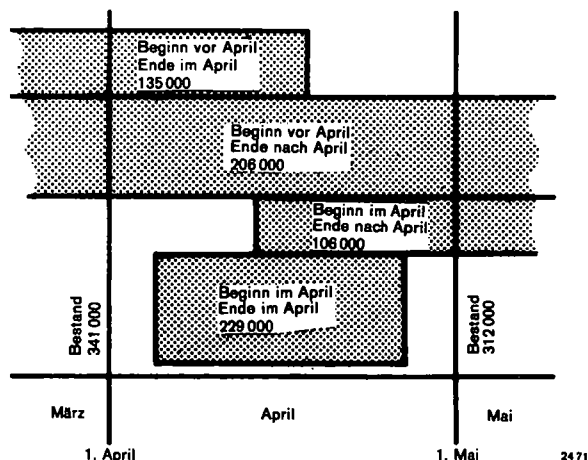 Beginn vor April
Ende im April
135 000
Beginn vor April
Ende nach April
206 000
Beginn im April
Ende nach April
106 000
Beginn im April
Ende im April
229 000
Bestand
341 000
Bestand
312 000
März
April
Mai
1. April
1. Mai
2471